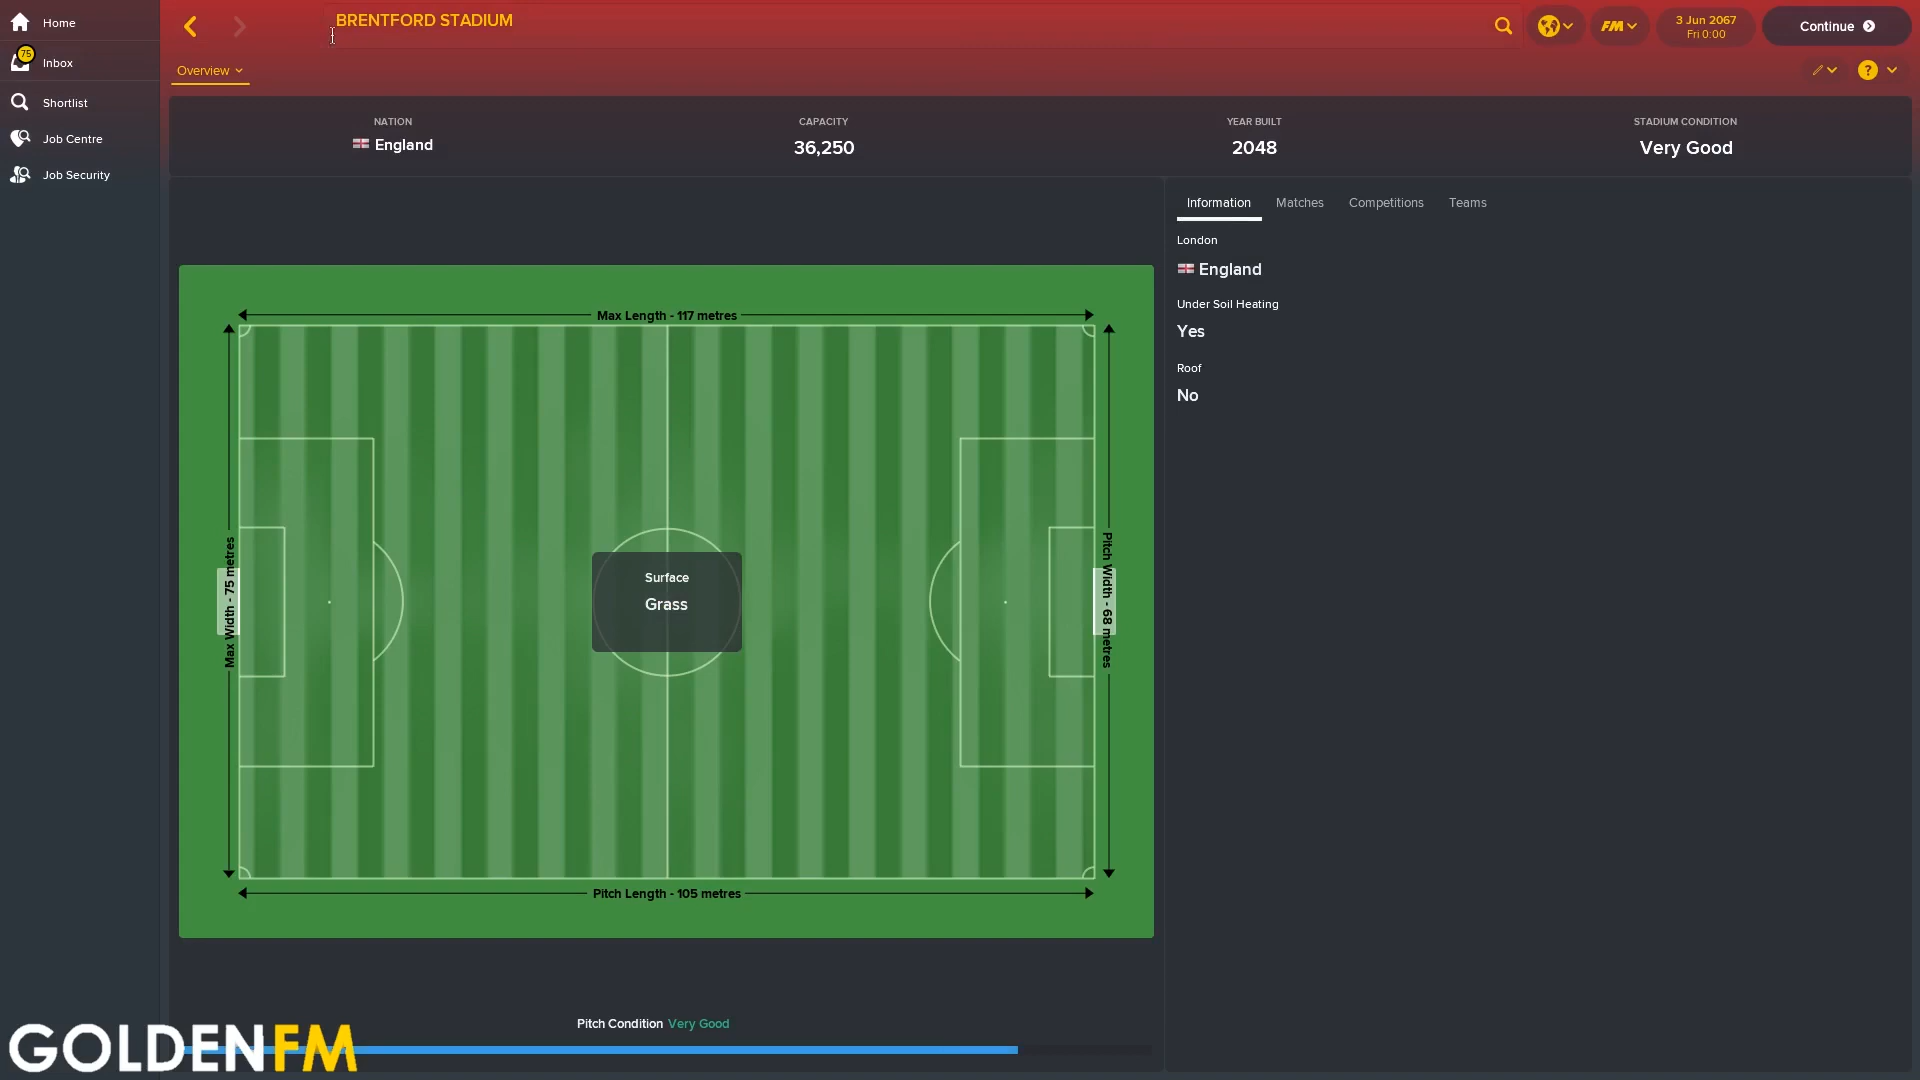 Home
75
Inbox
Shortlist
Job Centre
Job Security
BRENTFORD STADIUM
FM
3 Jun 2067
Fri 0:00
Continue
Overview
?
NATION
England
CAPACITY
36,250
YEAR BUILT
2048
STADIUM CONDITION
Very Good
Max Length - 117 metres
Max Width - 75 metres
Surface
Grass
Pitch Width - 68 metres
Pitch Length - 105 metres
Pitch Condition Very Good
Information Matches Competitions Teams
London
England
Under Soil Heating
Yes
Roof
No
GOLDENFM